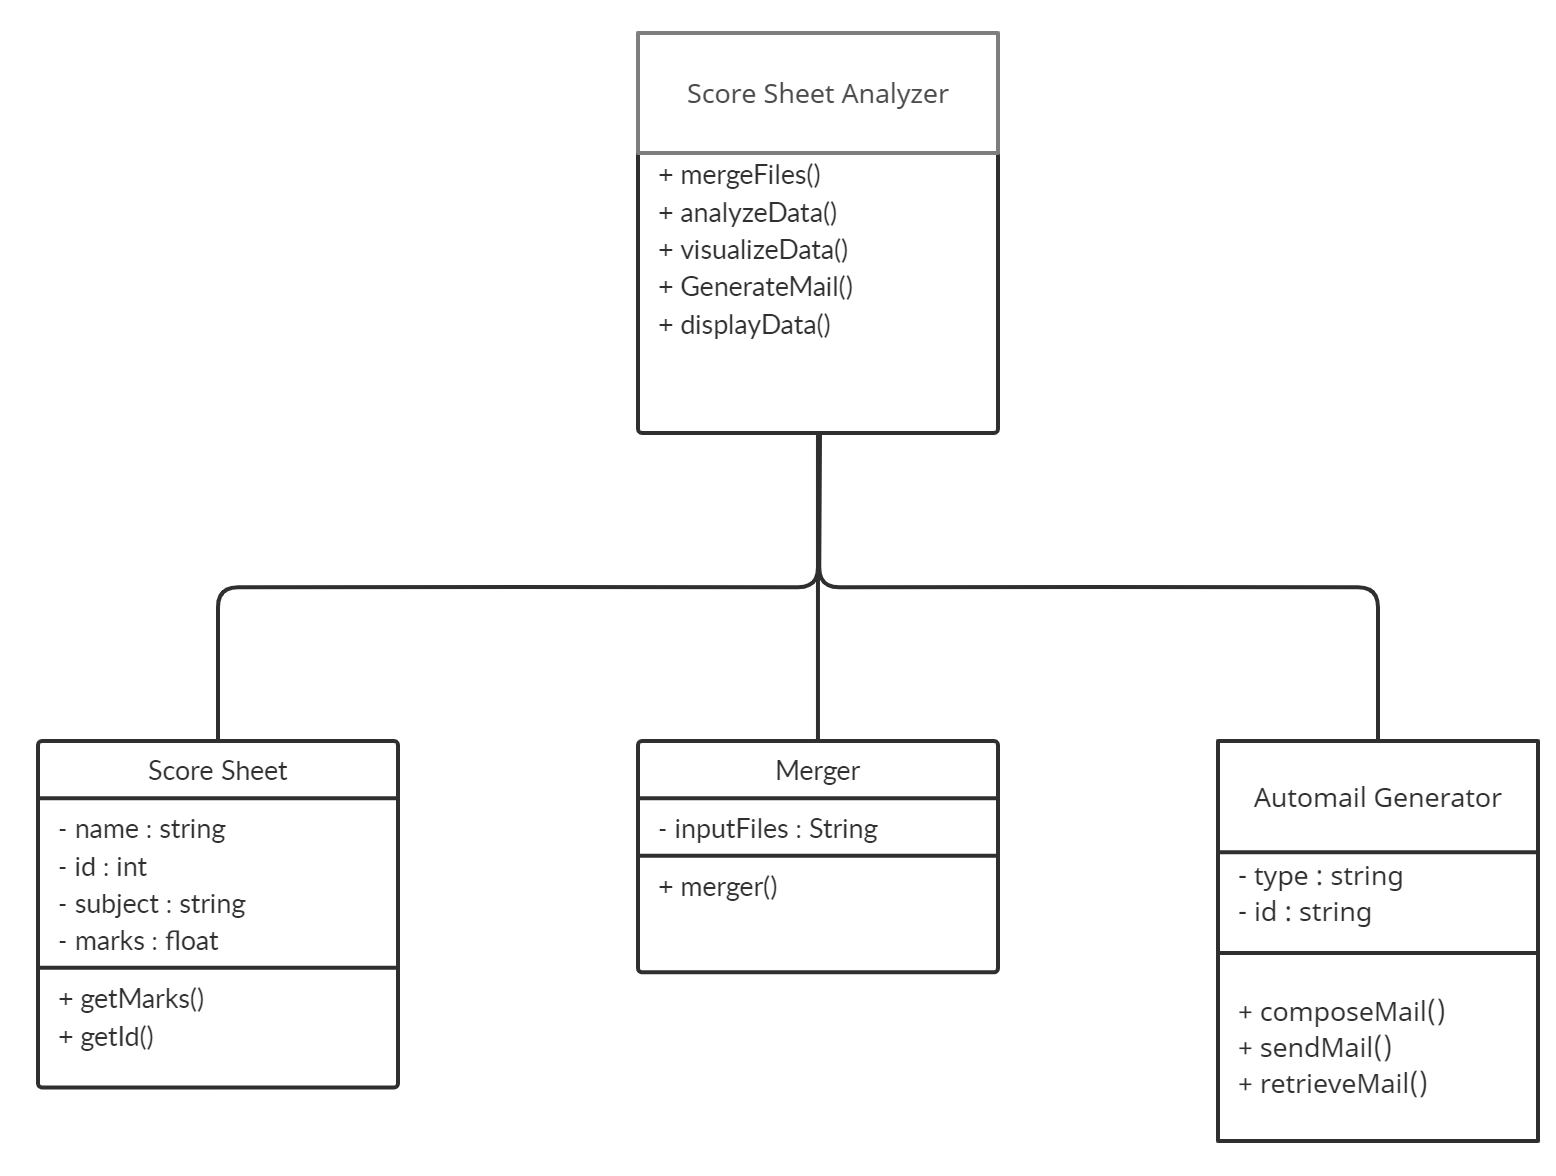 Score Sheet Analyzer
+ mergeFiles()
+ analyzeData()
+ visualizeData()
+ GenerateMail()
+ displayData()
Score Sheet
- name : string
- id : int
- subject : string
- marks : float
+ getMarks()
+ getId()
Merger
- inputFiles : String
+ merger()
Automail Generator
- type : string
- id : string
+ composeMail()
+ sendMail()
+ retrieveMail()